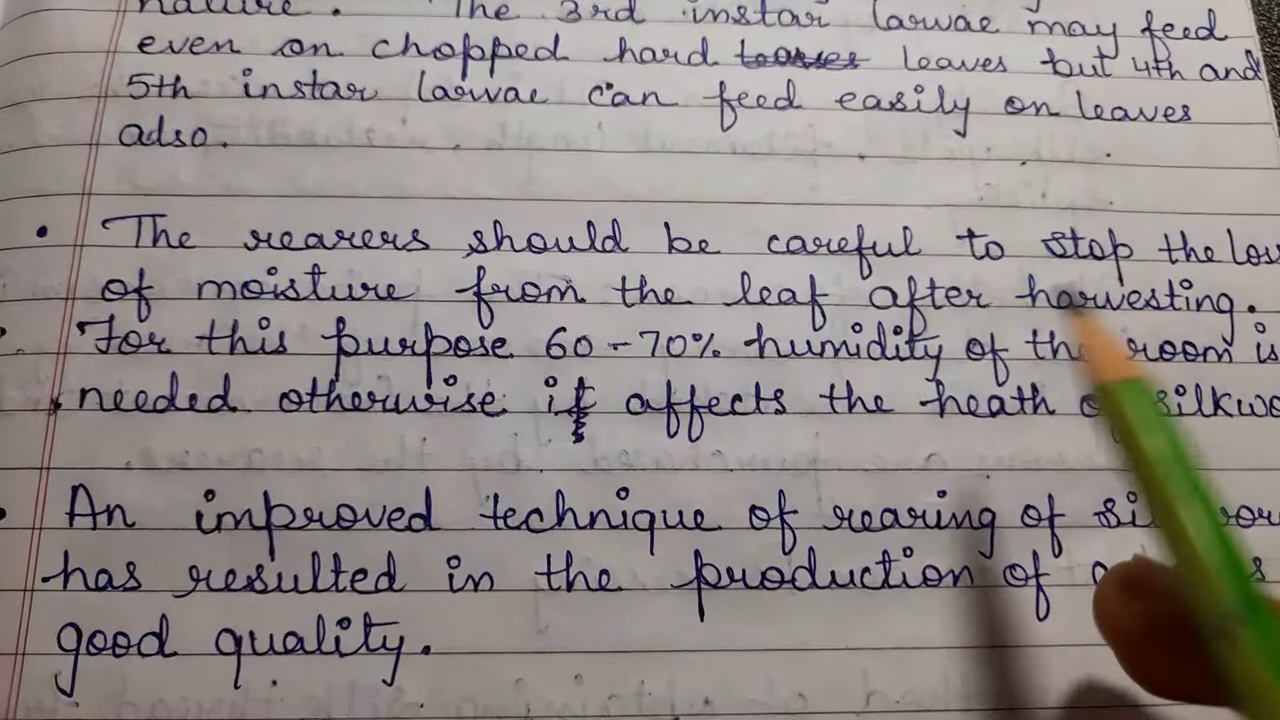 nature. The 3rd instar larvae may feed
even on chopped hard leaves but 4th and
5th instar larvae can feed easily on leaves
also.
• The rearers should be careful to stop the
of moisture from the leaf after harvesting.
For this purpose 60-70% humidity of the room is
needed otherwise it affects the heath
• An improved technique of rearing of
has resulted in the production of
good quality.